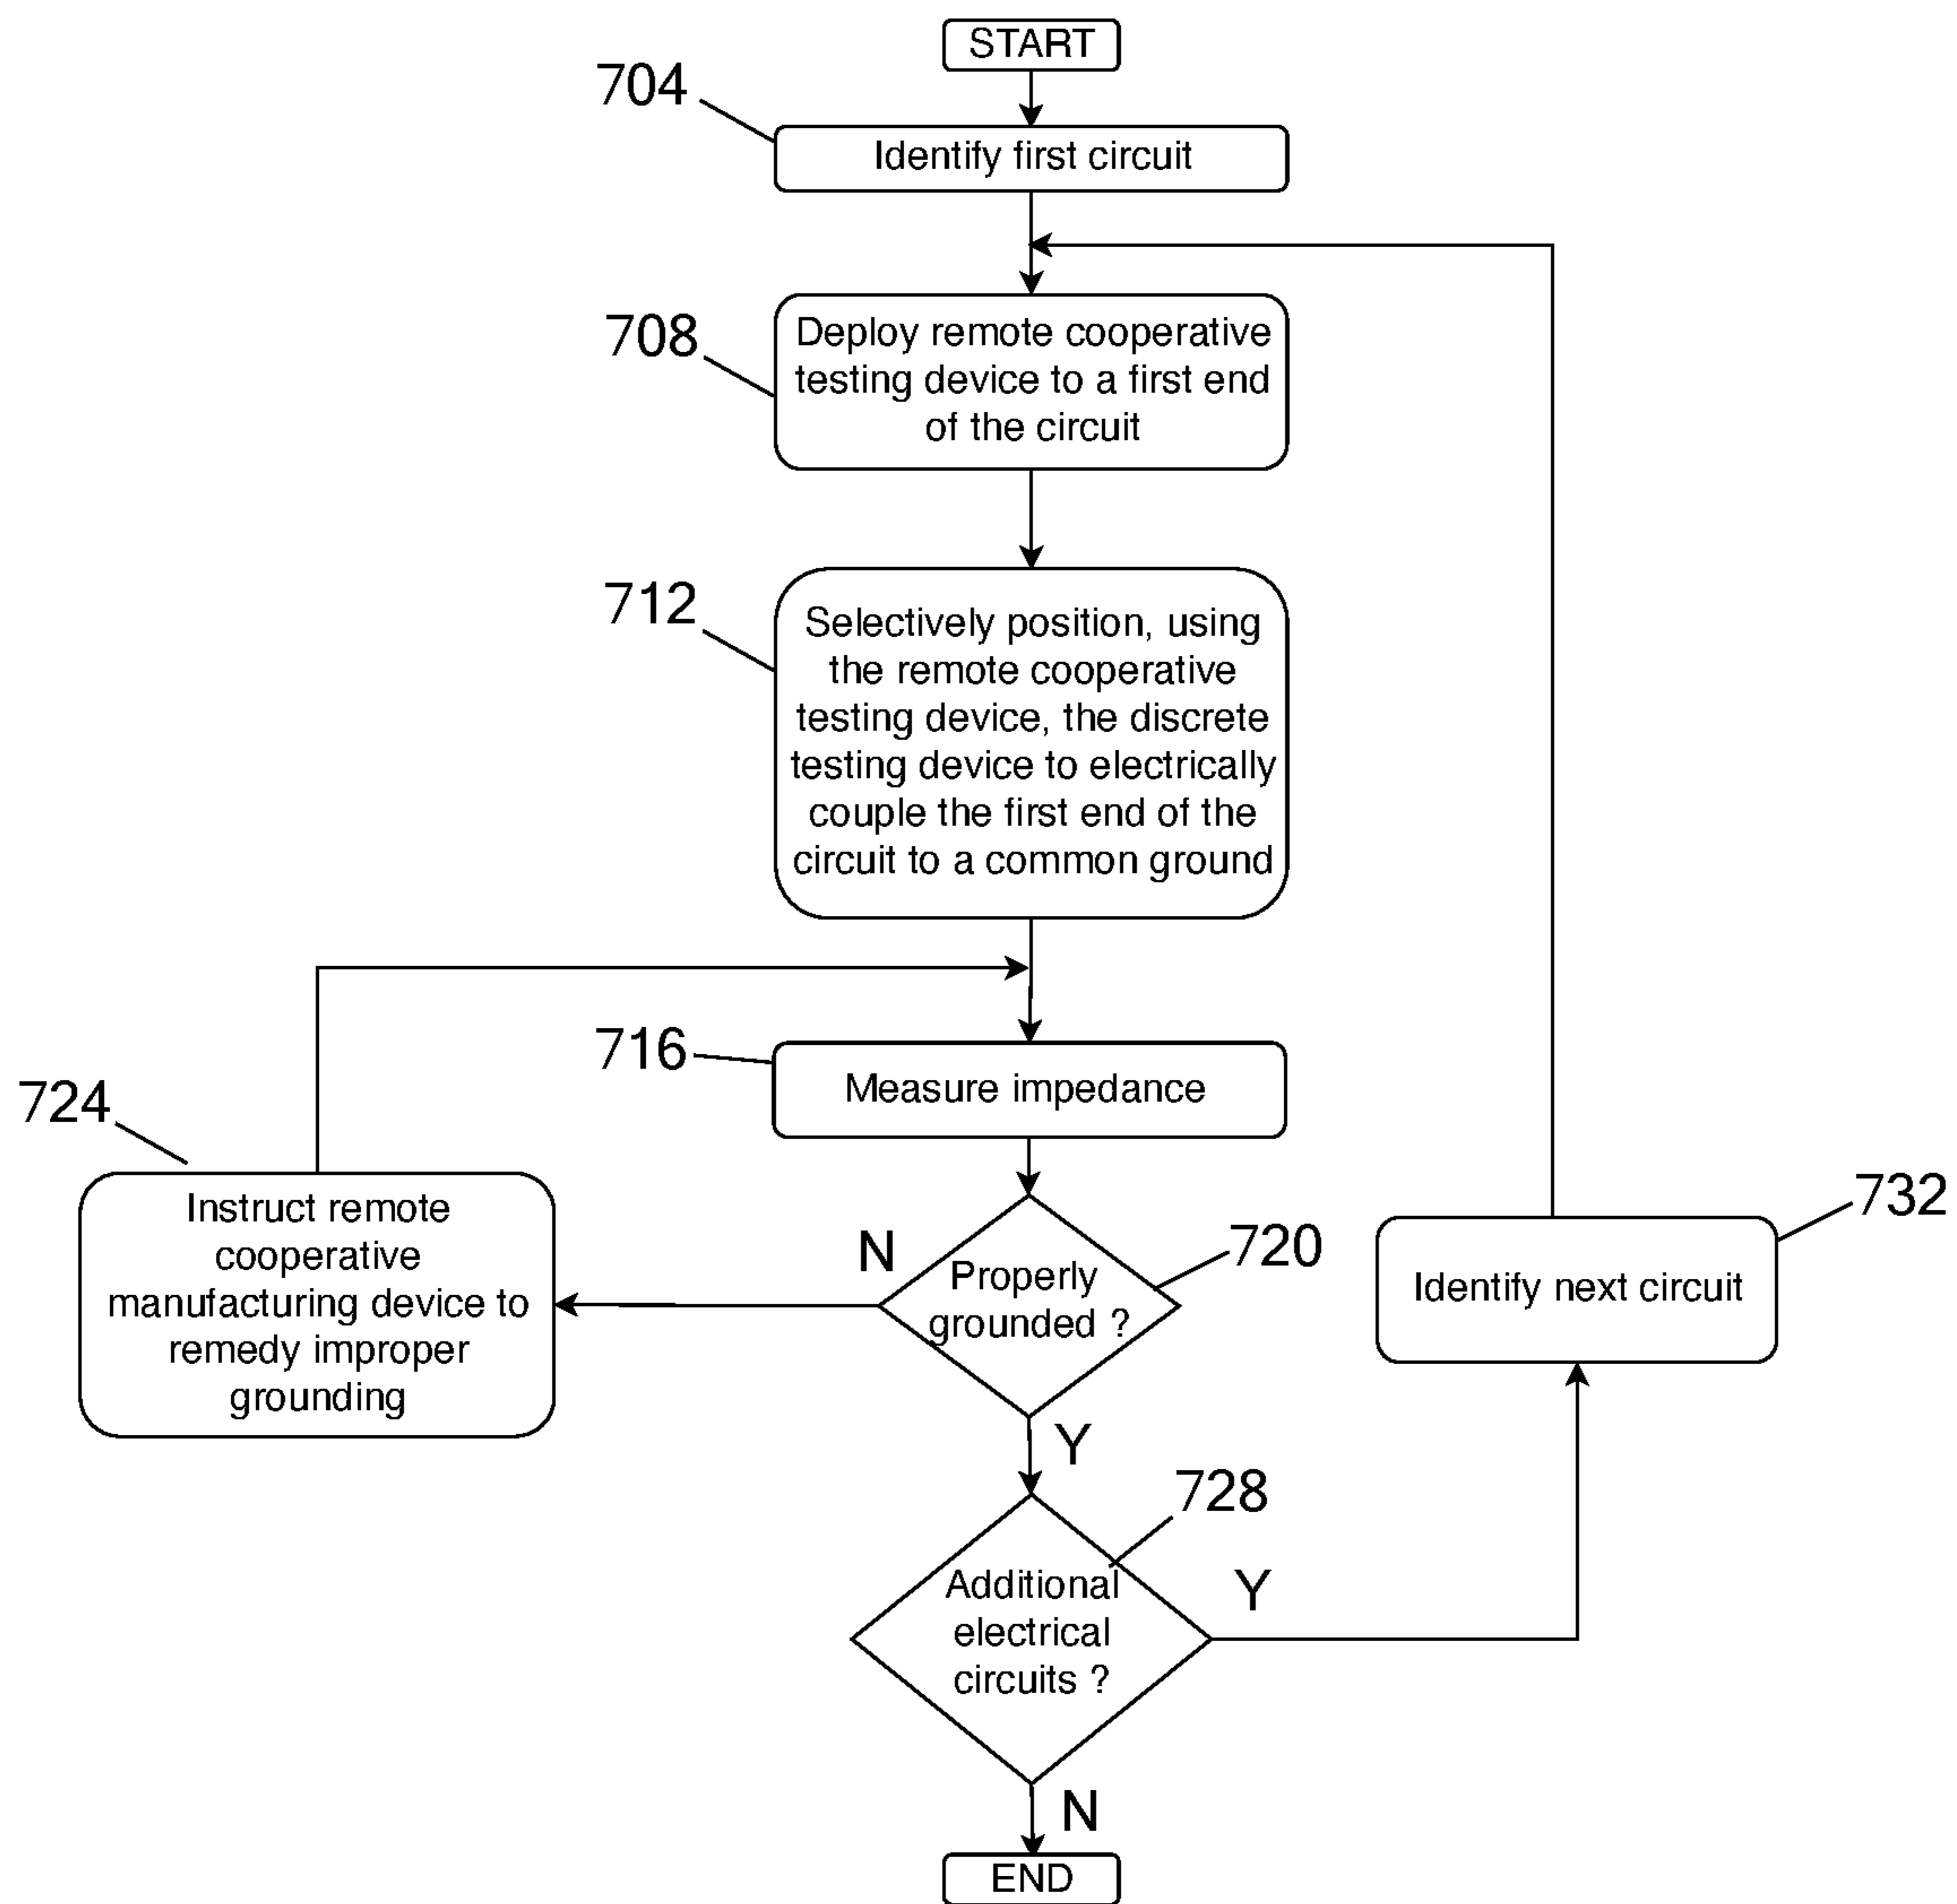 START
704
Identify first circuit
708
Deploy remote cooperative
testing device to a first end
of the circuit
712
Selectively position, using
the remote cooperative
testing device, the discrete
testing device to electrically
couple the first end of the
circuit to a common ground
716
Measure impedance
724
Instruct remote
cooperative
manufacturing device to
remedy improper
grounding
N
720
Properly
grounded ?
732
Identify next circuit
Y
728
Additional
electrical
circuits ?
Y
N
END